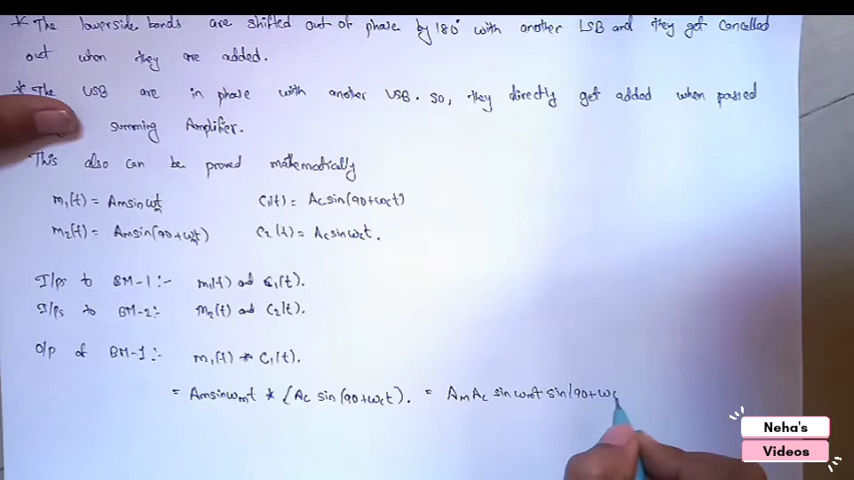 * The lowerside bands are shifted out of phase by 180° with another LSB and they get cancelled
out when they are added.
* The USB are in phase with another USB. So, they directly get added when passed
summing Amplifier.
This also can be proved mathematically
m₁(t) = Amsinωmt C₁(t) = Ac sin(90+ωct)
m₂(t) = Amsin(90+ωmt) C₂(t) = Ac sinωct.
I/ps to BM-1 :- m₁(t) and C₁(t).
I/ps to BM-2:- m₂(t) and C₂(t).
O/p of BM-1 :- m₁(t) * C₁(t).
= Amsinωmt * (Ac sin(90+ωct). = AmAc sinωmt sin(90+ωc
Neha's
Videos